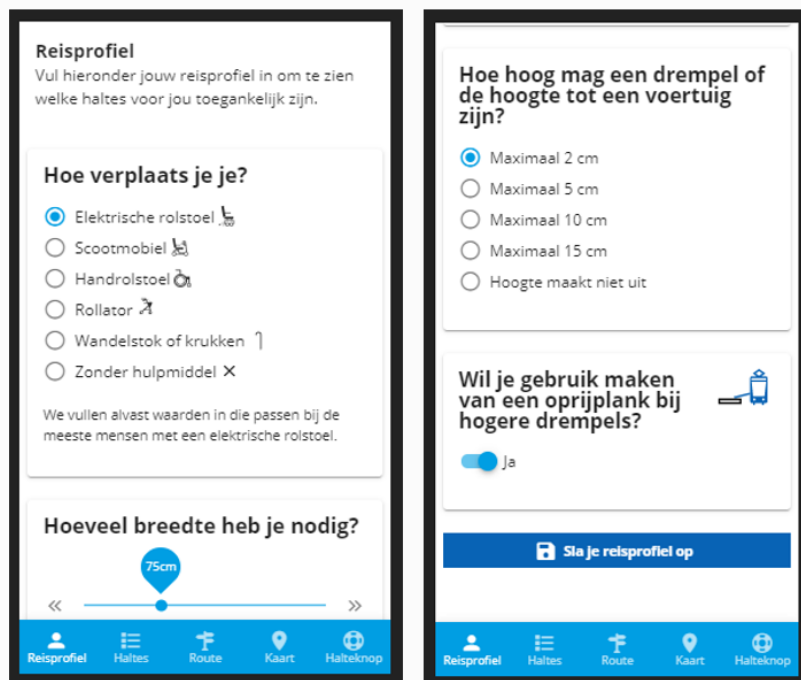 Reisprofiel
Vul hieronder jouw reisprofiel in om te zien
welke haltes voor jou toegankelijk zijn.
Hoe verplaats je je?
Elektrische rolstoel
Scootmobiel
Handrolstoel
Rollator
Wandelstok of krukken
Zonder hulpmiddel
We vullen alvast waarden in die passen bij de
meeste mensen met een elektrische rolstoel.
Hoeveel breedte heb je nodig?
75cm
Reisprofiel Haltes Route Kaart Halteknop
Hoe hoog mag een drempel of
de hoogte tot een voertuig
zijn?
Maximaal 2 cm
Maximaal 5 cm
Maximaal 10 cm
Maximaal 15 cm
Hoogte maakt niet uit
Wil je gebruik maken
van een oprijplank bij
hogere drempels?
Ja
Sla je reisprofiel op
Reisprofiel Haltes Route Kaart Halteknop